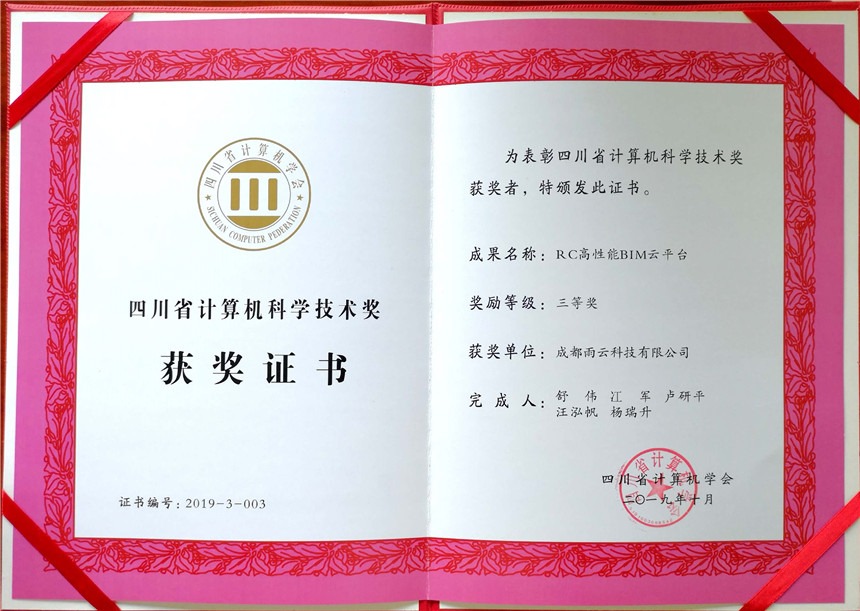 四川省计算机学会
SICHUAN COMPUTER FEDERATION
四川省计算机科学技术奖
获奖证书
证书编号：2019-3-003
为表彰四川省计算机科学技术奖
获奖者，特颁发此证书。
成果名称：RC高性能BIM云平台
奖励等级：三等奖
获奖单位：成都雨云科技有限公司
完成人：舒伟 江军 卢研平
汪泓帆 杨瑞升
四川省计算机学会
二〇一九年十月